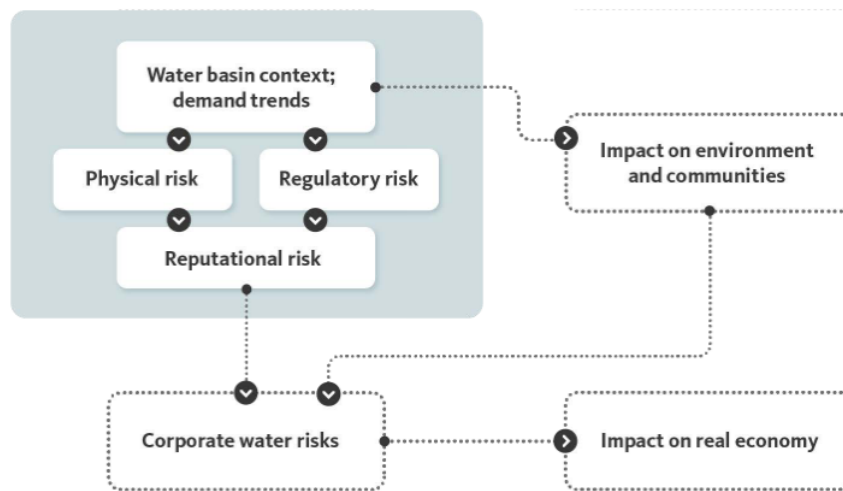 Water basin context;
demand trends
Physical risk
Regulatory risk
Reputational risk
Impact on environment
and communities
Corporate water risks
Impact on real economy